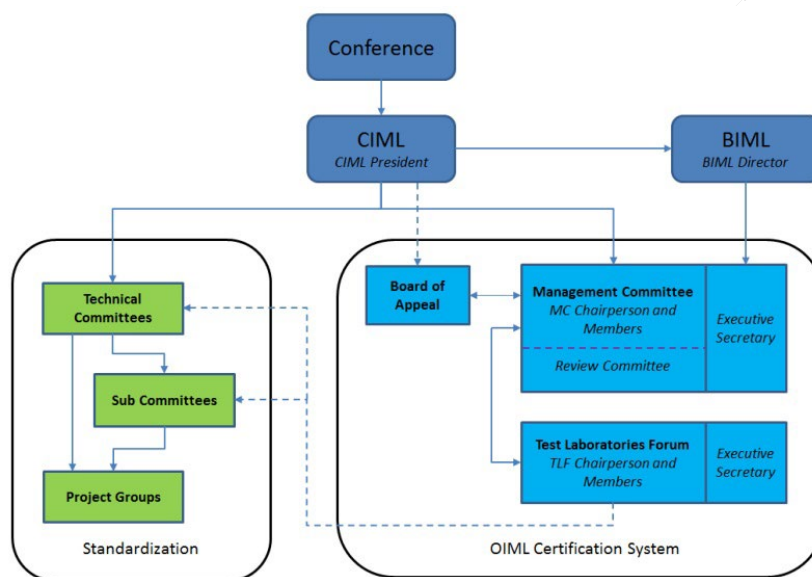 Conference
CIML
CIML President
BIML
BIML Director
Technical
Committees
Sub Committees
Project Groups
Standardization
Board of
Appeal
Management Committee
MC Chairperson and
Members
Review Committee
Executive
Secretary
Test Laboratories Forum
TLF Chairperson and
Members
Executive
Secretary
OIML Certification System